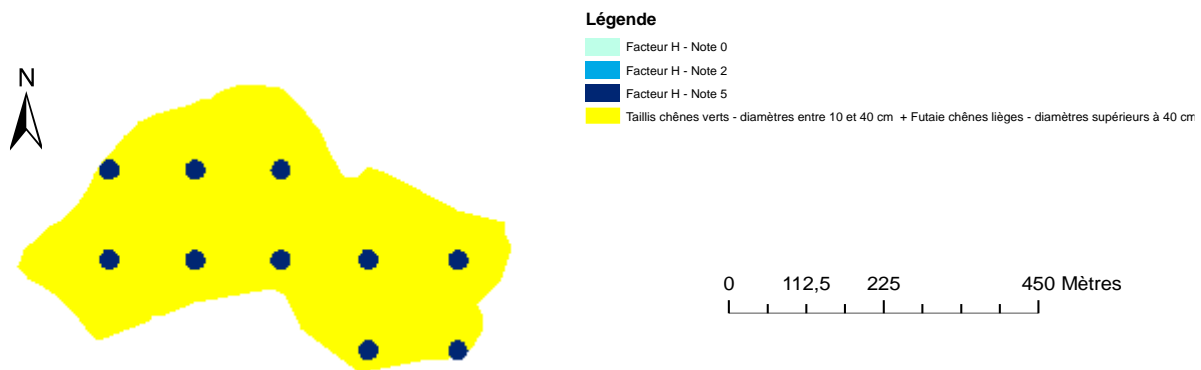 Légende
N
Facteur H - Note 0
Facteur H - Note 2
Facteur H - Note 5
Taillis chênes verts - diamètres entre 10 et 40 cm + Futaie chênes lièges - diamètres supérieurs à 40 cm
0 112,5 225 450 Mètres